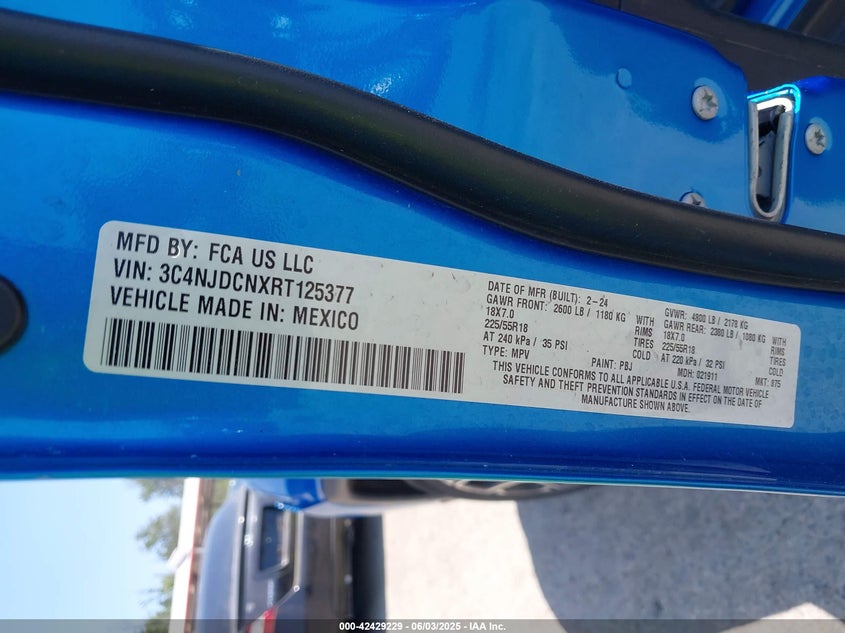 MFD BY: FCA US LLC
VIN: 3C4NJDCNXRT125377
VEHICLE MADE IN: MEXICO
DATE OF MFR (BUILT): 2-24
GAWR FRONT: 2600 LB / 1180 KG WITH
18X7.0 RIMS
225/55R18 TIRES
AT 240 kPa / 35 PSI COLD
TYPE: MPV PAINT: PBJ
GVWR: 4800 LB / 2178 KG
GAWR REAR: 2380 LB / 1080 KG WITH
18X7.0 RIMS
225/55R18 TIRES
AT 220 kPa / 32 PSI COLD
MDH: 021911 MKT: 875
THIS VEHICLE CONFORMS TO ALL APPLICABLE U.S.A. FEDERAL MOTOR VEHICLE
SAFETY AND THEFT PREVENTION STANDARDS IN EFFECT ON THE DATE OF
MANUFACTURE SHOWN ABOVE.
000-42429229 - 06/03/2025 - IAA Inc.